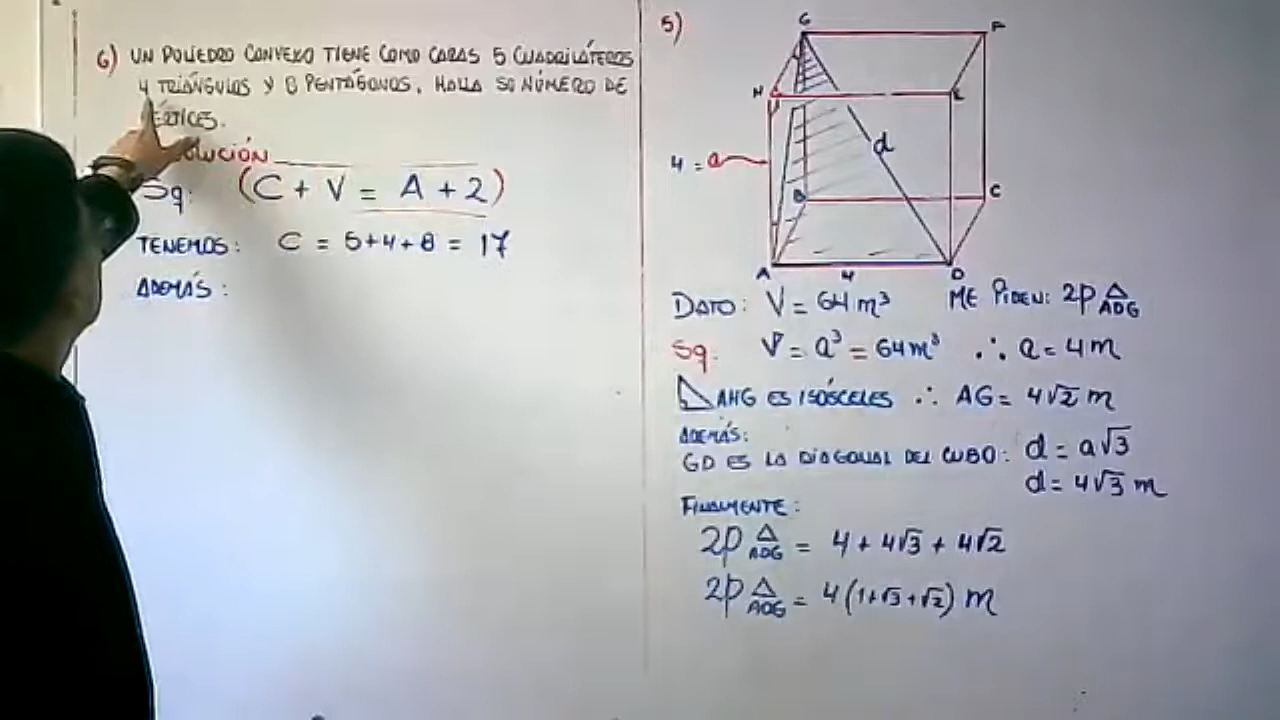 6) UN POLIEDRO CONVEXO TIENE COMO CARAS 5 CUADRILÁTEROS
4 TRIÁNGULOS Y 8 PENTÁGONOS, HALLA SU NÚMERO DE
ÉRTICES.
LUCIÓN
Sq: (C + V = A + 2)
TENEMOS: C = 5+4+8 = 17
ADEMÁS:
5)
G F
H E
d
4 = a
B C
A 4 D
DATO: V = 64 m³ ME PIDEN: 2p △ ADG
Sq: V = a³ = 64 m³ ∴ a = 4 m
◺ AHG ES ISÓSCELES ∴ AG = 4√2 m
ADEMÁS:
GD ES LA DIAGONAL DEL CUBO: d = a√3
d = 4√3 m
FINALMENTE:
2p △ ADG = 4 + 4√3 + 4√2
2p △ ADG = 4 (1+√3+√2) m